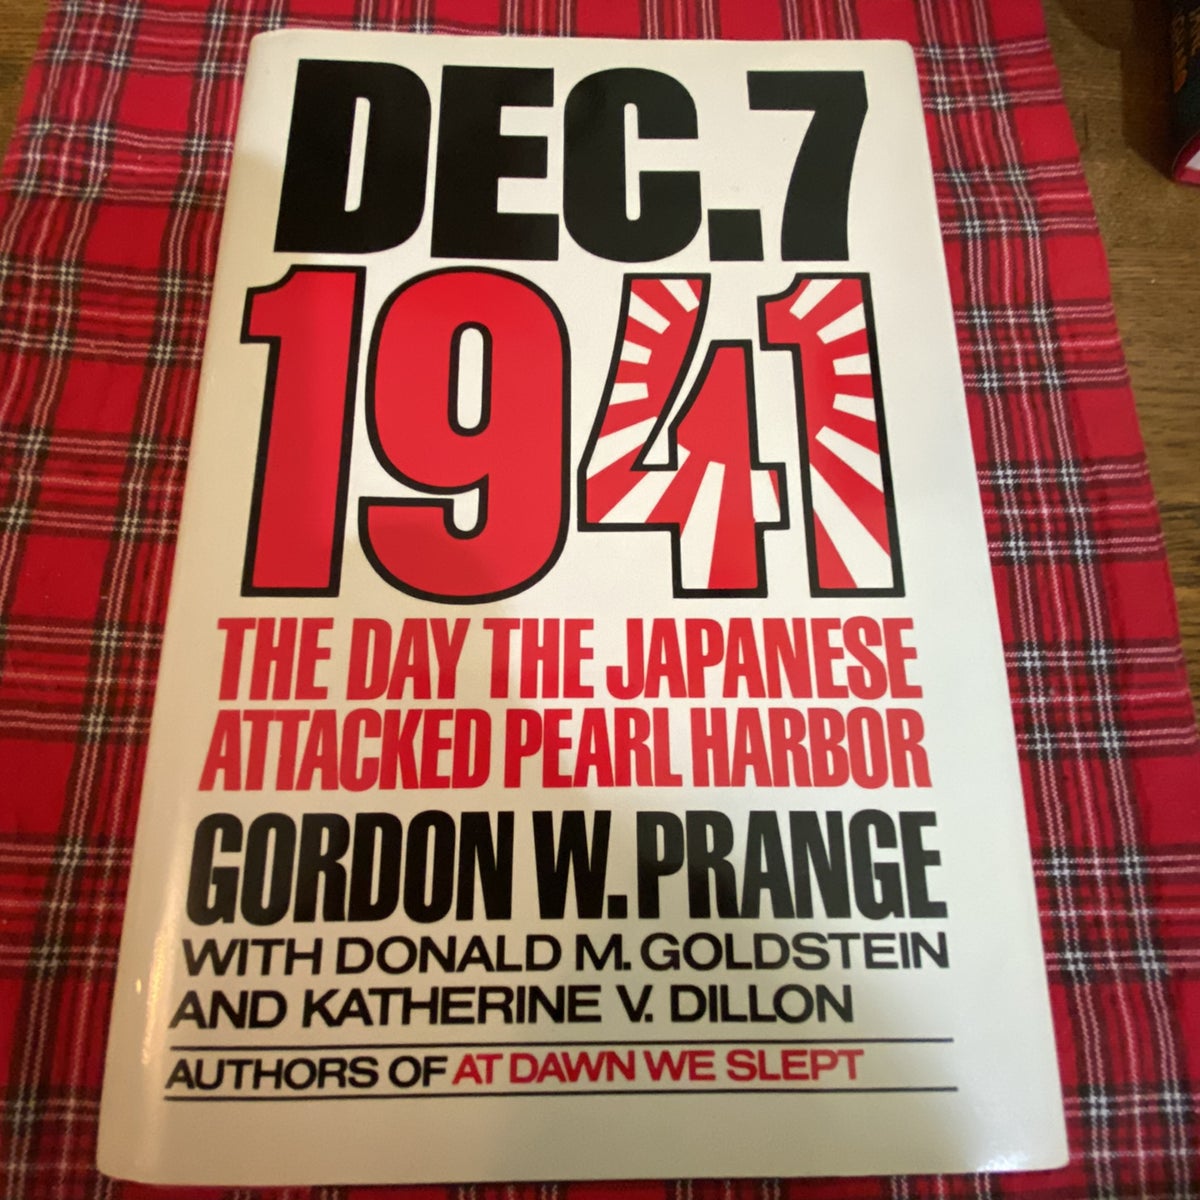 DEC.7
1941
THE DAY THE JAPANESE
ATTACKED PEARL HARBOR
GORDON W. PRANGE
WITH DONALD M. GOLDSTEIN
AND KATHERINE V. DILLON
AUTHORS OF AT DAWN WE SLEPT